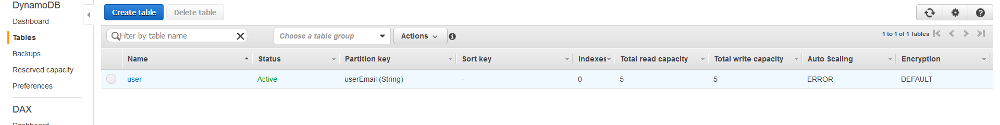 DynamoDB
Dashboard
Tables
Backups
Reserved capacity
Preferences
DAX
Dashboard
Create table Delete table
Filter by table name Choose a table group Actions 1 to 1 of 1 Tables
Name Status Partition key Sort key Indexes Total read capacity Total write capacity Auto Scaling Encryption
user Active userEmail (String) - 0 5 5 ERROR DEFAULT